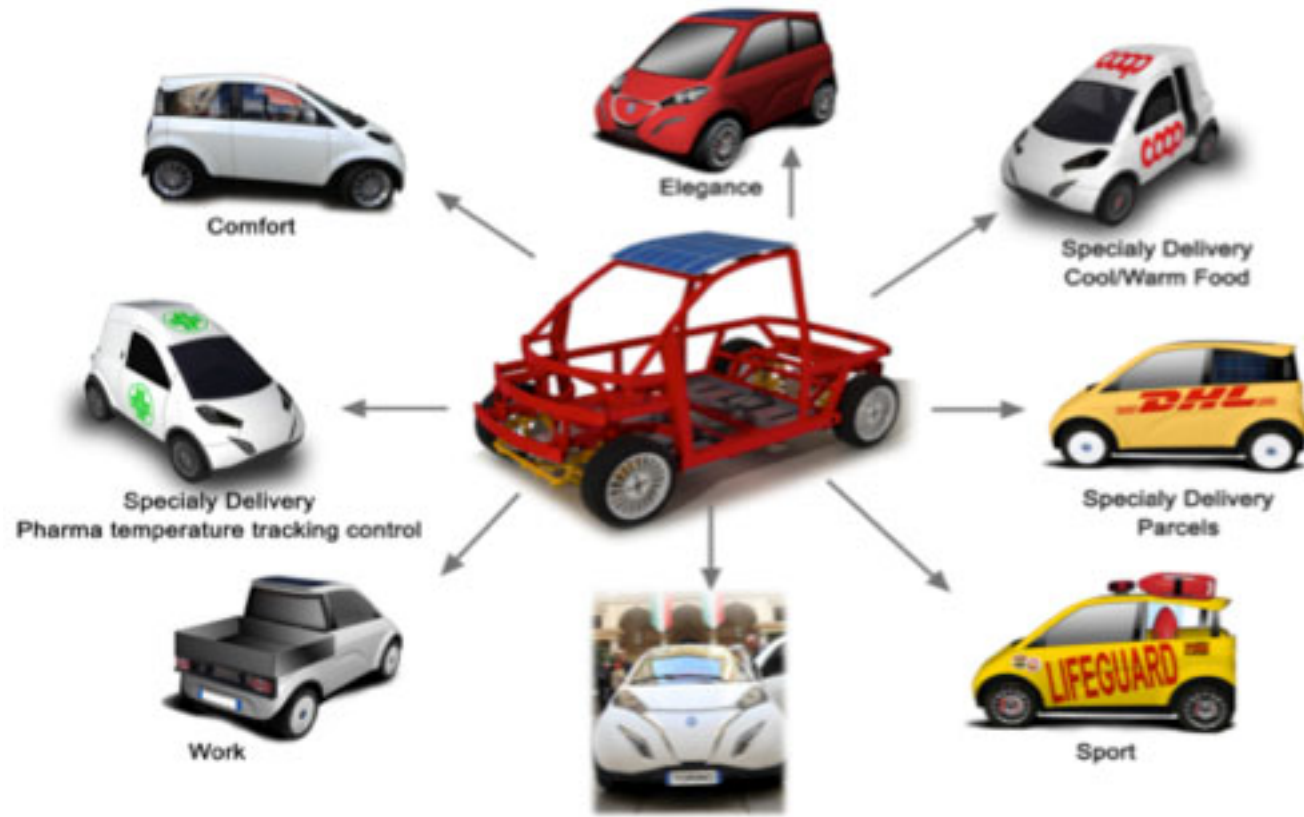 Elegance
coop
coop
Comfort
Specialy Delivery
Cool/Warm Food
DHL
Specialy Delivery
Pharma temperature tracking control
Specialy Delivery
Parcels
LIFEGUARD
Work
Sport